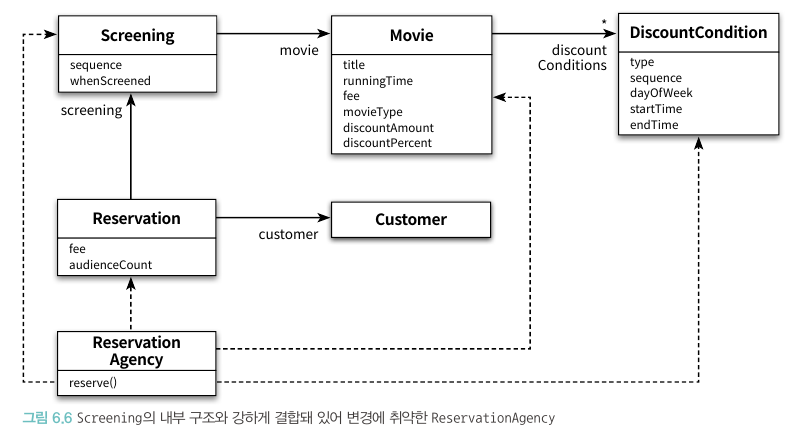 Screening
sequence
whenScreened
movie
Movie
title
runningTime
fee
movieType
discountAmount
discountPercent
*
discount
Conditions
DiscountCondition
type
sequence
dayOfWeek
startTime
endTime
screening
Reservation
fee
audienceCount
customer
Customer
Reservation
Agency
reserve()
그림 6.6 Screening의 내부 구조와 강하게 결합돼 있어 변경에 취약한 ReservationAgency